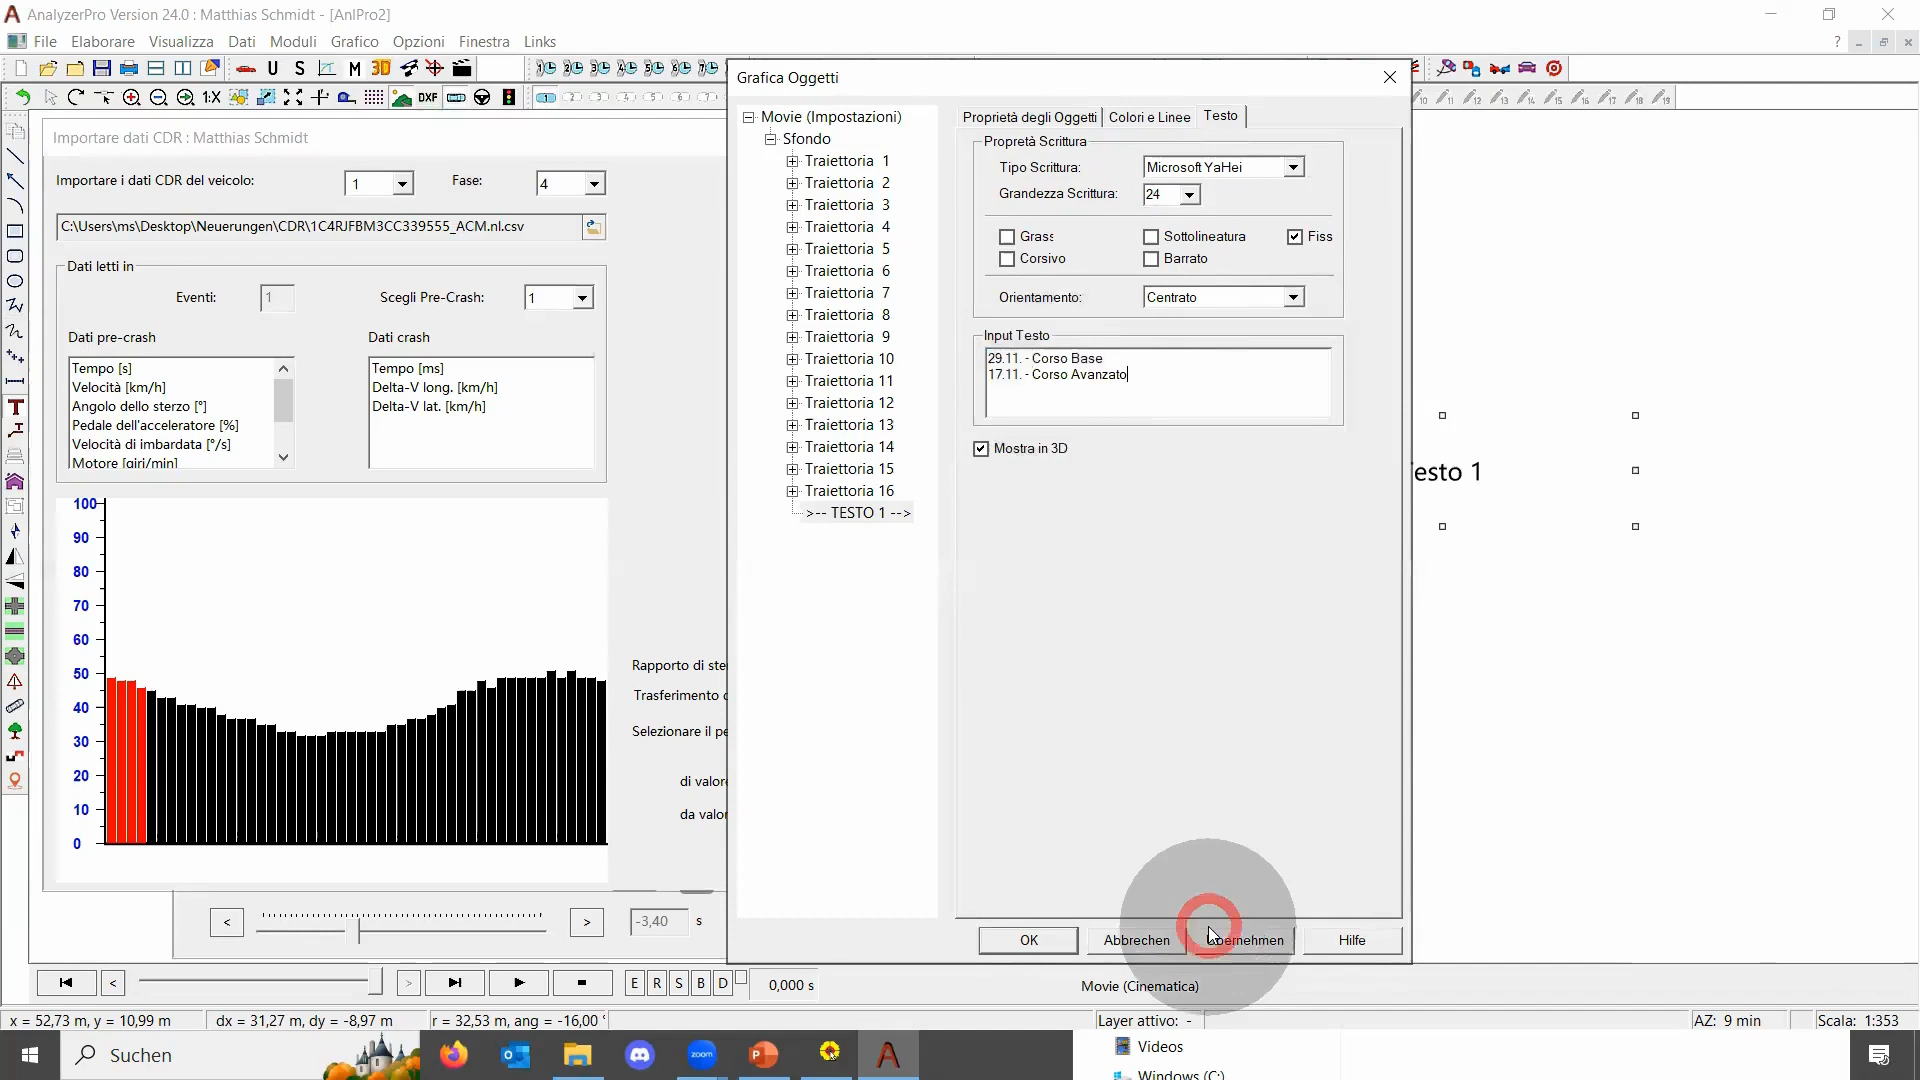 AnalyzerPro Version 24.0 : Matthias Schmidt - [AnlPro2]
File Elaborare Visualizza Dati Moduli Grafico Opzioni Finestra Links
U S M 3D
1:X DXF
Importare dati CDR : Matthias Schmidt
Importare i dati CDR del veicolo: 1 Fase: 4
C:\Users\ms\Desktop\Neuerungen\CDR\1C4RJFBM3CC339555_ACM.nl.csv
Dati letti in
Eventi: 1 Scegli Pre-Crash: 1
Dati pre-crash Dati crash
Tempo [s]
Velocità [km/h]
Angolo dello sterzo [°]
Pedale dell'acceleratore [%]
Velocità di imbardata [°/s]
Motore [giri/min]
Tempo [ms]
Delta-V long. [km/h]
Delta-V lat. [km/h]
100
90
80
70
60
50
40
30
20
10
0
Rapporto di ste
Trasferimento
Selezionare il pe
di valore
da valor
< > -3,40 s
Grafica Oggetti
Movie (Impostazioni)
Sfondo
Traiettoria 1
Traiettoria 2
Traiettoria 3
Traiettoria 4
Traiettoria 5
Traiettoria 6
Traiettoria 7
Traiettoria 8
Traiettoria 9
Traiettoria 10
Traiettoria 11
Traiettoria 12
Traiettoria 13
Traiettoria 14
Traiettoria 15
Traiettoria 16
>-- TESTO 1 -->
Proprietà degli Oggetti Colori e Linee Testo
Propretà Scrittura
Tipo Scrittura: Microsoft YaHei
Grandezza Scrittura: 24
Grass Sottolineatura Fiss
Corsivo Barrato
Orientamento: Centrato
Input Testo
29.11. - Corso Base
17.11. - Corso Avanzato
Mostra in 3D
OK Abbrechen Übernehmen Hilfe
esto 1
E R S B D 0,000 s
Movie (Cinematica)
x = 52,73 m, y = 10,99 m dx = 31,27 m, dy = -8,97 m r = 32,53 m, ang = -16,00 ° Layer attivo: - AZ: 9 min Scala: 1:353
Suchen
zoom
Videos
Windows (C:)